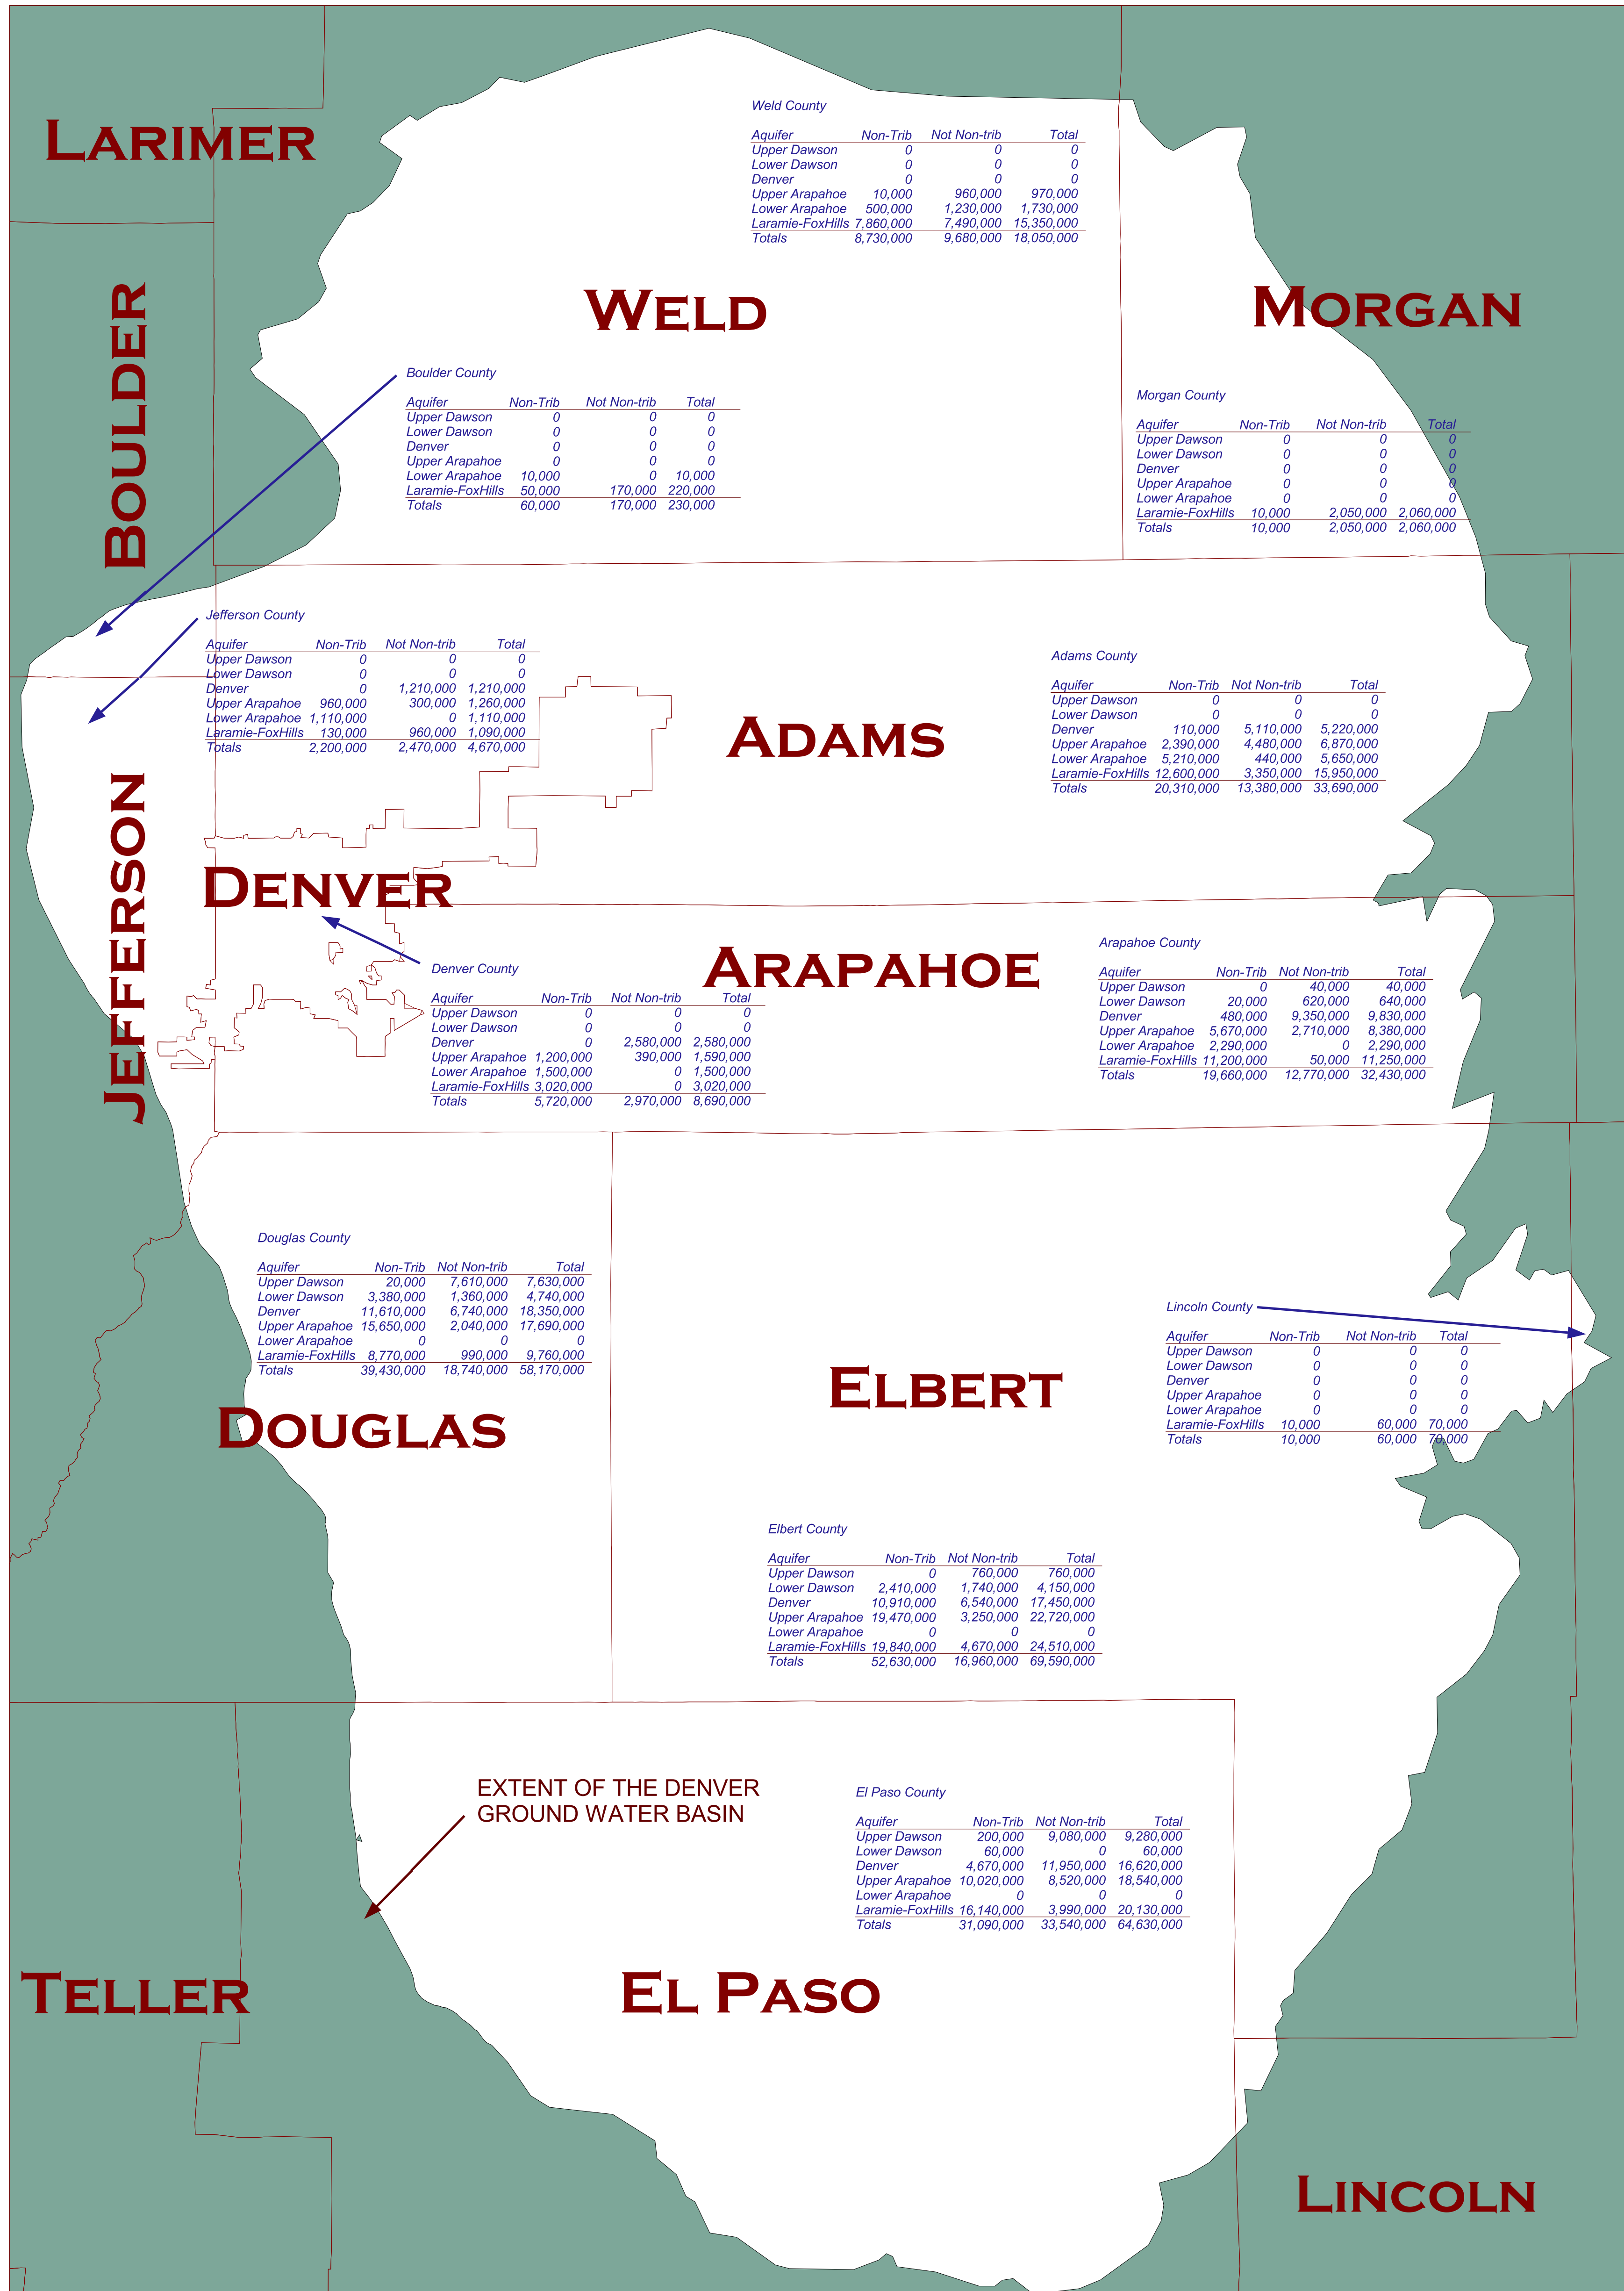 LARIMER
Weld County
Aquifer Non-Trib Not Non-trib Total
Upper Dawson 0 0 0
Lower Dawson 0 0 0
Denver 0 0 0
Upper Arapahoe 10,000 960,000 970,000
Lower Arapahoe 500,000 1,230,000 1,730,000
Laramie-FoxHills 7,860,000 7,490,000 15,350,000
Totals 8,730,000 9,680,000 18,050,000
WELD
MORGAN
BOULDER
Boulder County
Aquifer Non-Trib Not Non-trib Total
Upper Dawson 0 0 0
Lower Dawson 0 0 0
Denver 0 0 0
Upper Arapahoe 0 0 0
Lower Arapahoe 10,000 0 10,000
Laramie-FoxHills 50,000 170,000 220,000
Totals 60,000 170,000 230,000
Morgan County
Aquifer Non-Trib Not Non-trib Total
Upper Dawson 0 0 0
Lower Dawson 0 0 0
Denver 0 0 0
Upper Arapahoe 0 0 0
Lower Arapahoe 0 0 0
Laramie-FoxHills 10,000 2,050,000 2,060,000
Totals 10,000 2,050,000 2,060,000
Jefferson County
Aquifer Non-Trib Not Non-trib Total
Upper Dawson 0 0 0
Lower Dawson 0 0 0
Denver 0 1,210,000 1,210,000
Upper Arapahoe 960,000 300,000 1,260,000
Lower Arapahoe 1,110,000 0 1,110,000
Laramie-FoxHills 130,000 960,000 1,090,000
Totals 2,200,000 2,470,000 4,670,000
Adams County
Aquifer Non-Trib Not Non-trib Total
Upper Dawson 0 0 0
Lower Dawson 0 0 0
Denver 110,000 5,110,000 5,220,000
Upper Arapahoe 2,390,000 4,480,000 6,870,000
Lower Arapahoe 5,210,000 440,000 5,650,000
Laramie-FoxHills 12,600,000 3,350,000 15,950,000
Totals 20,310,000 13,380,000 33,690,000
ADAMS
JEFFERSON
DENVER
Denver County
Aquifer Non-Trib Not Non-trib Total
Upper Dawson 0 0 0
Lower Dawson 0 0 0
Denver 0 2,580,000 2,580,000
Upper Arapahoe 1,200,000 390,000 1,590,000
Lower Arapahoe 1,500,000 0 1,500,000
Laramie-FoxHills 3,020,000 0 3,020,000
Totals 5,720,000 2,970,000 8,690,000
ARAPAHOE
Arapahoe County
Aquifer Non-Trib Not Non-trib Total
Upper Dawson 0 40,000 40,000
Lower Dawson 20,000 620,000 640,000
Denver 480,000 9,350,000 9,830,000
Upper Arapahoe 5,670,000 2,710,000 8,380,000
Lower Arapahoe 2,290,000 0 2,290,000
Laramie-FoxHills 11,200,000 50,000 11,250,000
Totals 19,660,000 12,770,000 32,430,000
Douglas County
Aquifer Non-Trib Not Non-trib Total
Upper Dawson 20,000 7,610,000 7,630,000
Lower Dawson 3,380,000 1,360,000 4,740,000
Denver 11,610,000 6,740,000 18,350,000
Upper Arapahoe 15,650,000 2,040,000 17,690,000
Lower Arapahoe 0 0 0
Laramie-FoxHills 8,770,000 990,000 9,760,000
Totals 39,430,000 18,740,000 58,170,000
DOUGLAS
Lincoln County
Aquifer Non-Trib Not Non-trib Total
Upper Dawson 0 0 0
Lower Dawson 0 0 0
Denver 0 0 0
Upper Arapahoe 0 0 0
Lower Arapahoe 0 0 0
Laramie-FoxHills 10,000 60,000 70,000
Totals 10,000 60,000 70,000
ELBERT
Elbert County
Aquifer Non-Trib Not Non-trib Total
Upper Dawson 0 760,000 760,000
Lower Dawson 2,410,000 1,740,000 4,150,000
Denver 10,910,000 6,540,000 17,450,000
Upper Arapahoe 19,470,000 3,250,000 22,720,000
Lower Arapahoe 0 0 0
Laramie-FoxHills 19,840,000 4,670,000 24,510,000
Totals 52,630,000 16,960,000 69,590,000
EXTENT OF THE DENVER
GROUND WATER BASIN
El Paso County
Aquifer Non-Trib Not Non-trib Total
Upper Dawson 200,000 9,080,000 9,280,000
Lower Dawson 60,000 0 60,000
Denver 4,670,000 11,950,000 16,620,000
Upper Arapahoe 10,020,000 8,520,000 18,540,000
Lower Arapahoe 0 0 0
Laramie-FoxHills 16,140,000 3,990,000 20,130,000
Totals 31,090,000 33,540,000 64,630,000
TELLER
EL PASO
LINCOLN